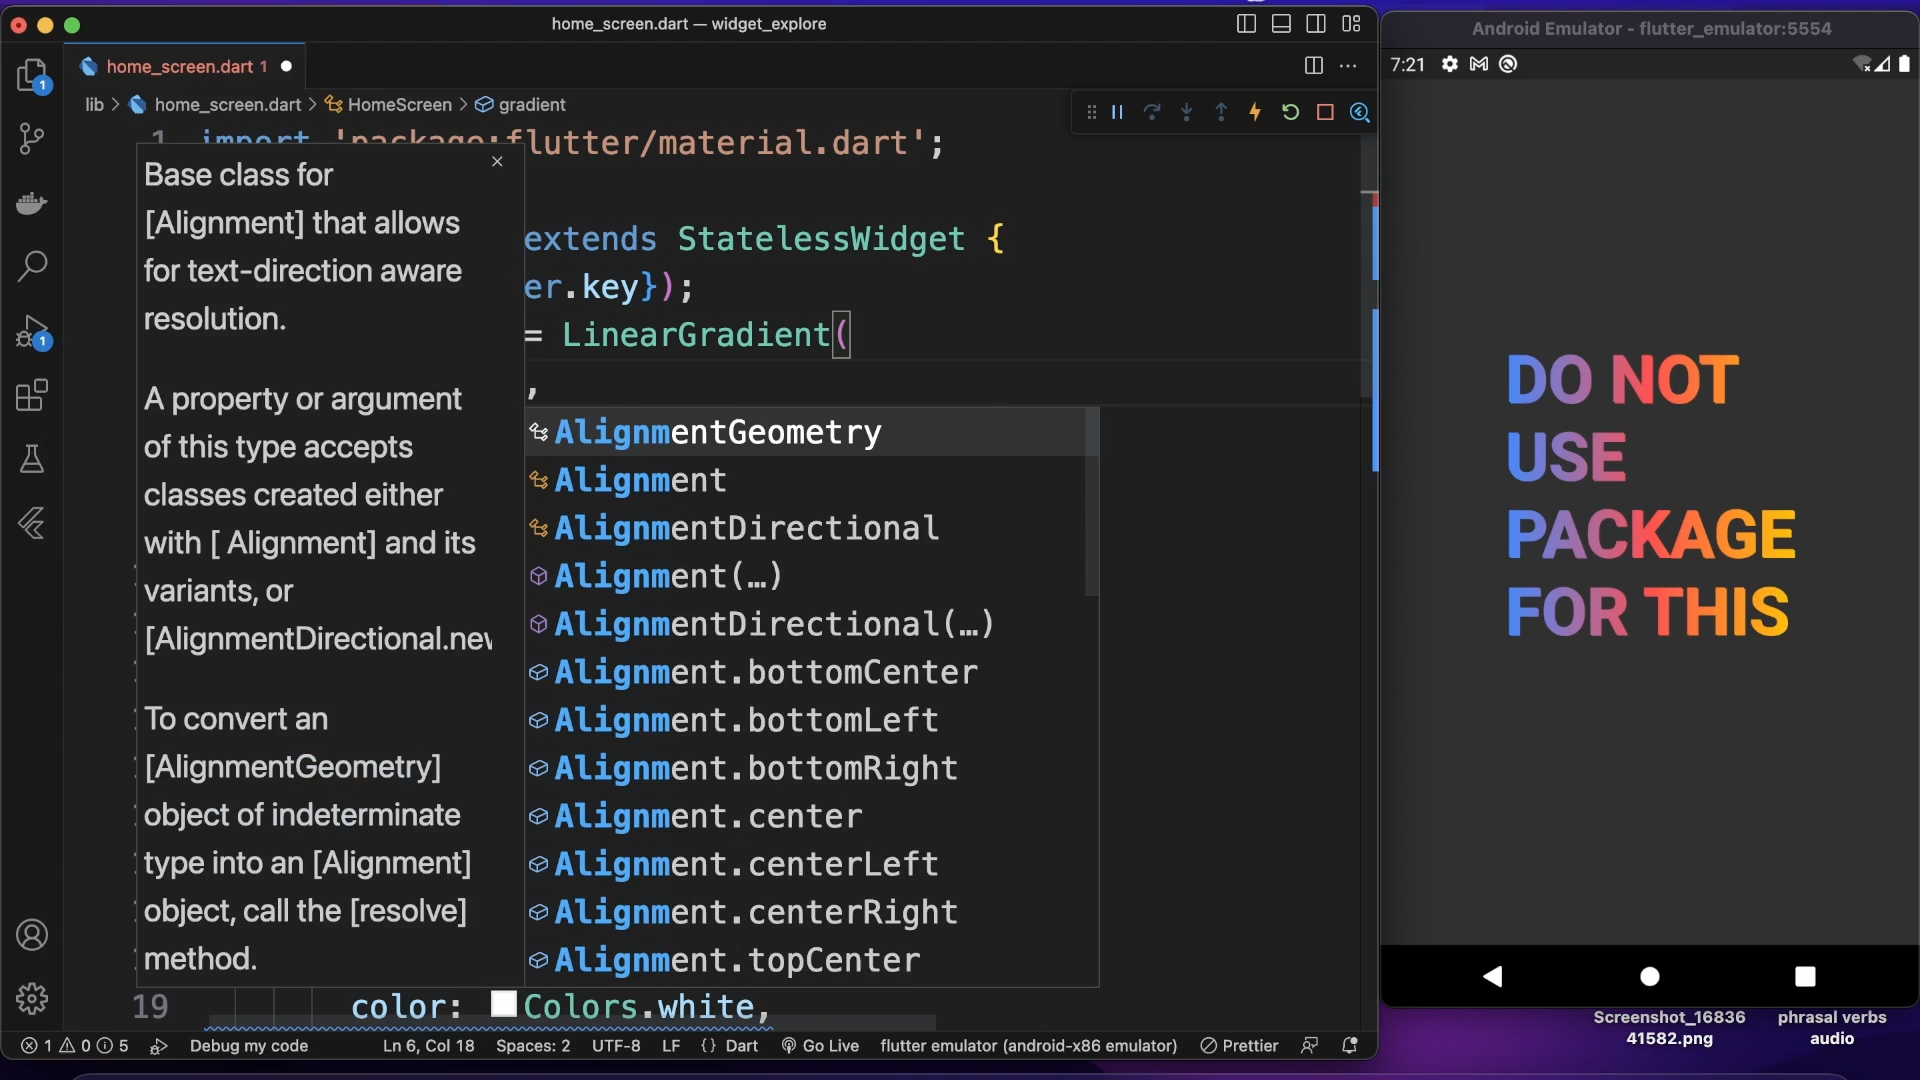 home_screen.dart — widget_explore
home_screen.dart 1
lib > home_screen.dart > HomeScreen > gradient
1 import 'package:flutter/material.dart';
extends StatelessWidget {
er.key});
= LinearGradient(
,
Base class for
[Alignment] that allows
for text-direction aware
resolution.
A property or argument
of this type accepts
classes created either
with [ Alignment] and its
variants, or
[AlignmentDirectional.new
To convert an
[AlignmentGeometry]
object of indeterminate
type into an [Alignment]
object, call the [resolve]
method.
AlignmentGeometry
Alignment
AlignmentDirectional
Alignment(…)
AlignmentDirectional(…)
Alignment.bottomCenter
Alignment.bottomLeft
Alignment.bottomRight
Alignment.center
Alignment.centerLeft
Alignment.centerRight
Alignment.topCenter
19 color: Colors.white,
1
1
1 0 5 Debug my code Ln 6, Col 18 Spaces: 2 UTF-8 LF {} Dart Go Live flutter emulator (android-x86 emulator) Prettier
Android Emulator - flutter_emulator:5554
7:21
DO NOT
USE
PACKAGE
FOR THIS
Screenshot_16836
41582.png
phrasal verbs
audio